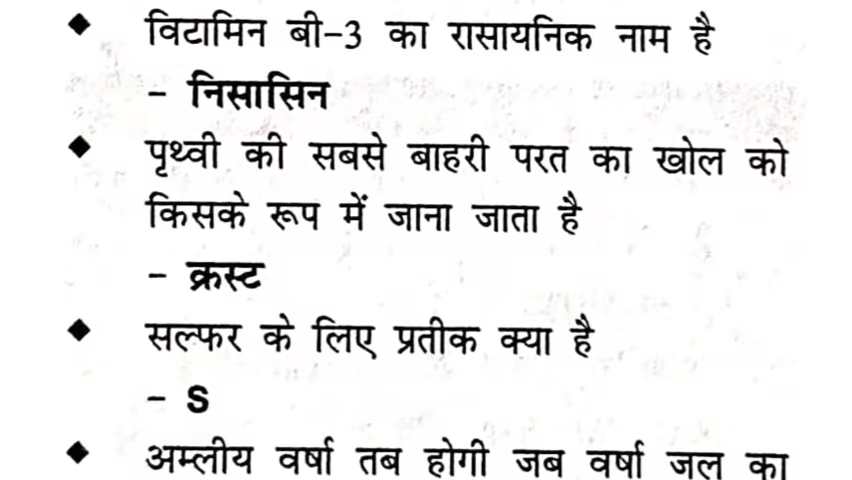 ◆ विटामिन बी-3 का रासायनिक नाम है
- निसासिन
◆ पृथ्वी की सबसे बाहरी परत का खोल को
किसके रूप में जाना जाता है
- क्रस्ट
◆ सल्फर के लिए प्रतीक क्या है
- S
◆ अम्लीय वर्षा तब होगी जब वर्षा जल का